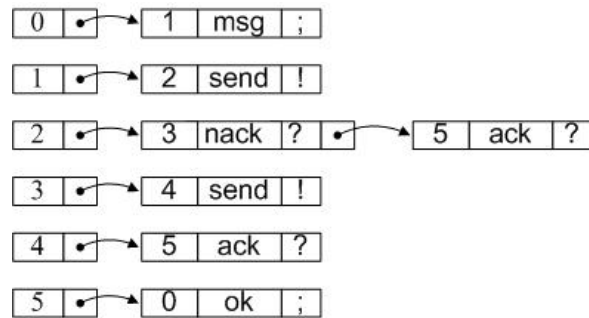 0 1 msg ;
1 2 send !
2 3 nack ? 5 ack ?
3 4 send !
4 5 ack ?
5 0 ok ;